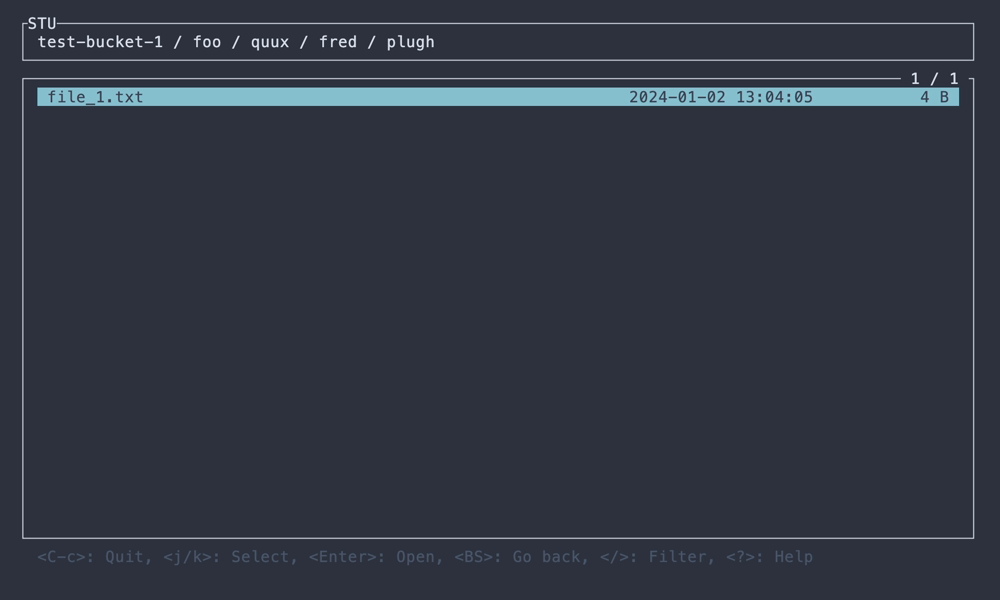 STU
test-bucket-1 / foo / quux / fred / plugh
1 / 1
file_1.txt 2024-01-02 13:04:05 4 B
<C-c>: Quit, <j/k>: Select, <Enter>: Open, <BS>: Go back, </>: Filter, <?>: Help